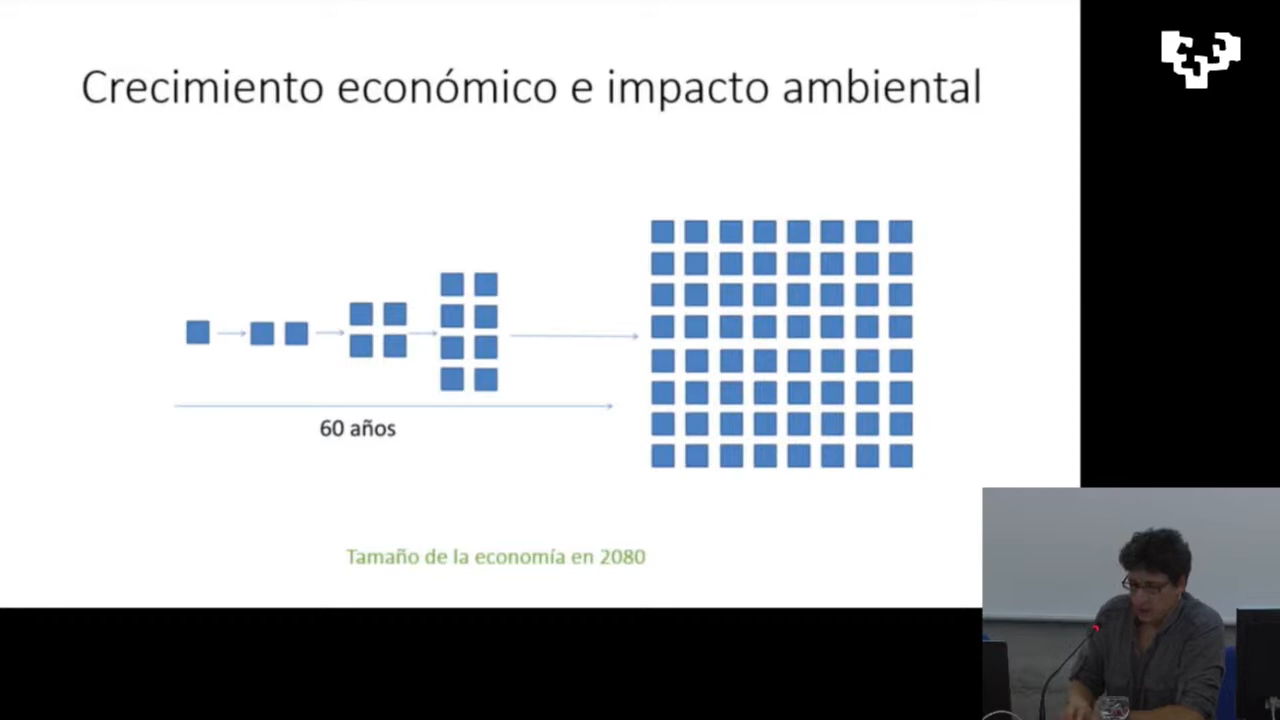 Crecimiento económico e impacto ambiental
60 años
Tamaño de la economía en 2080